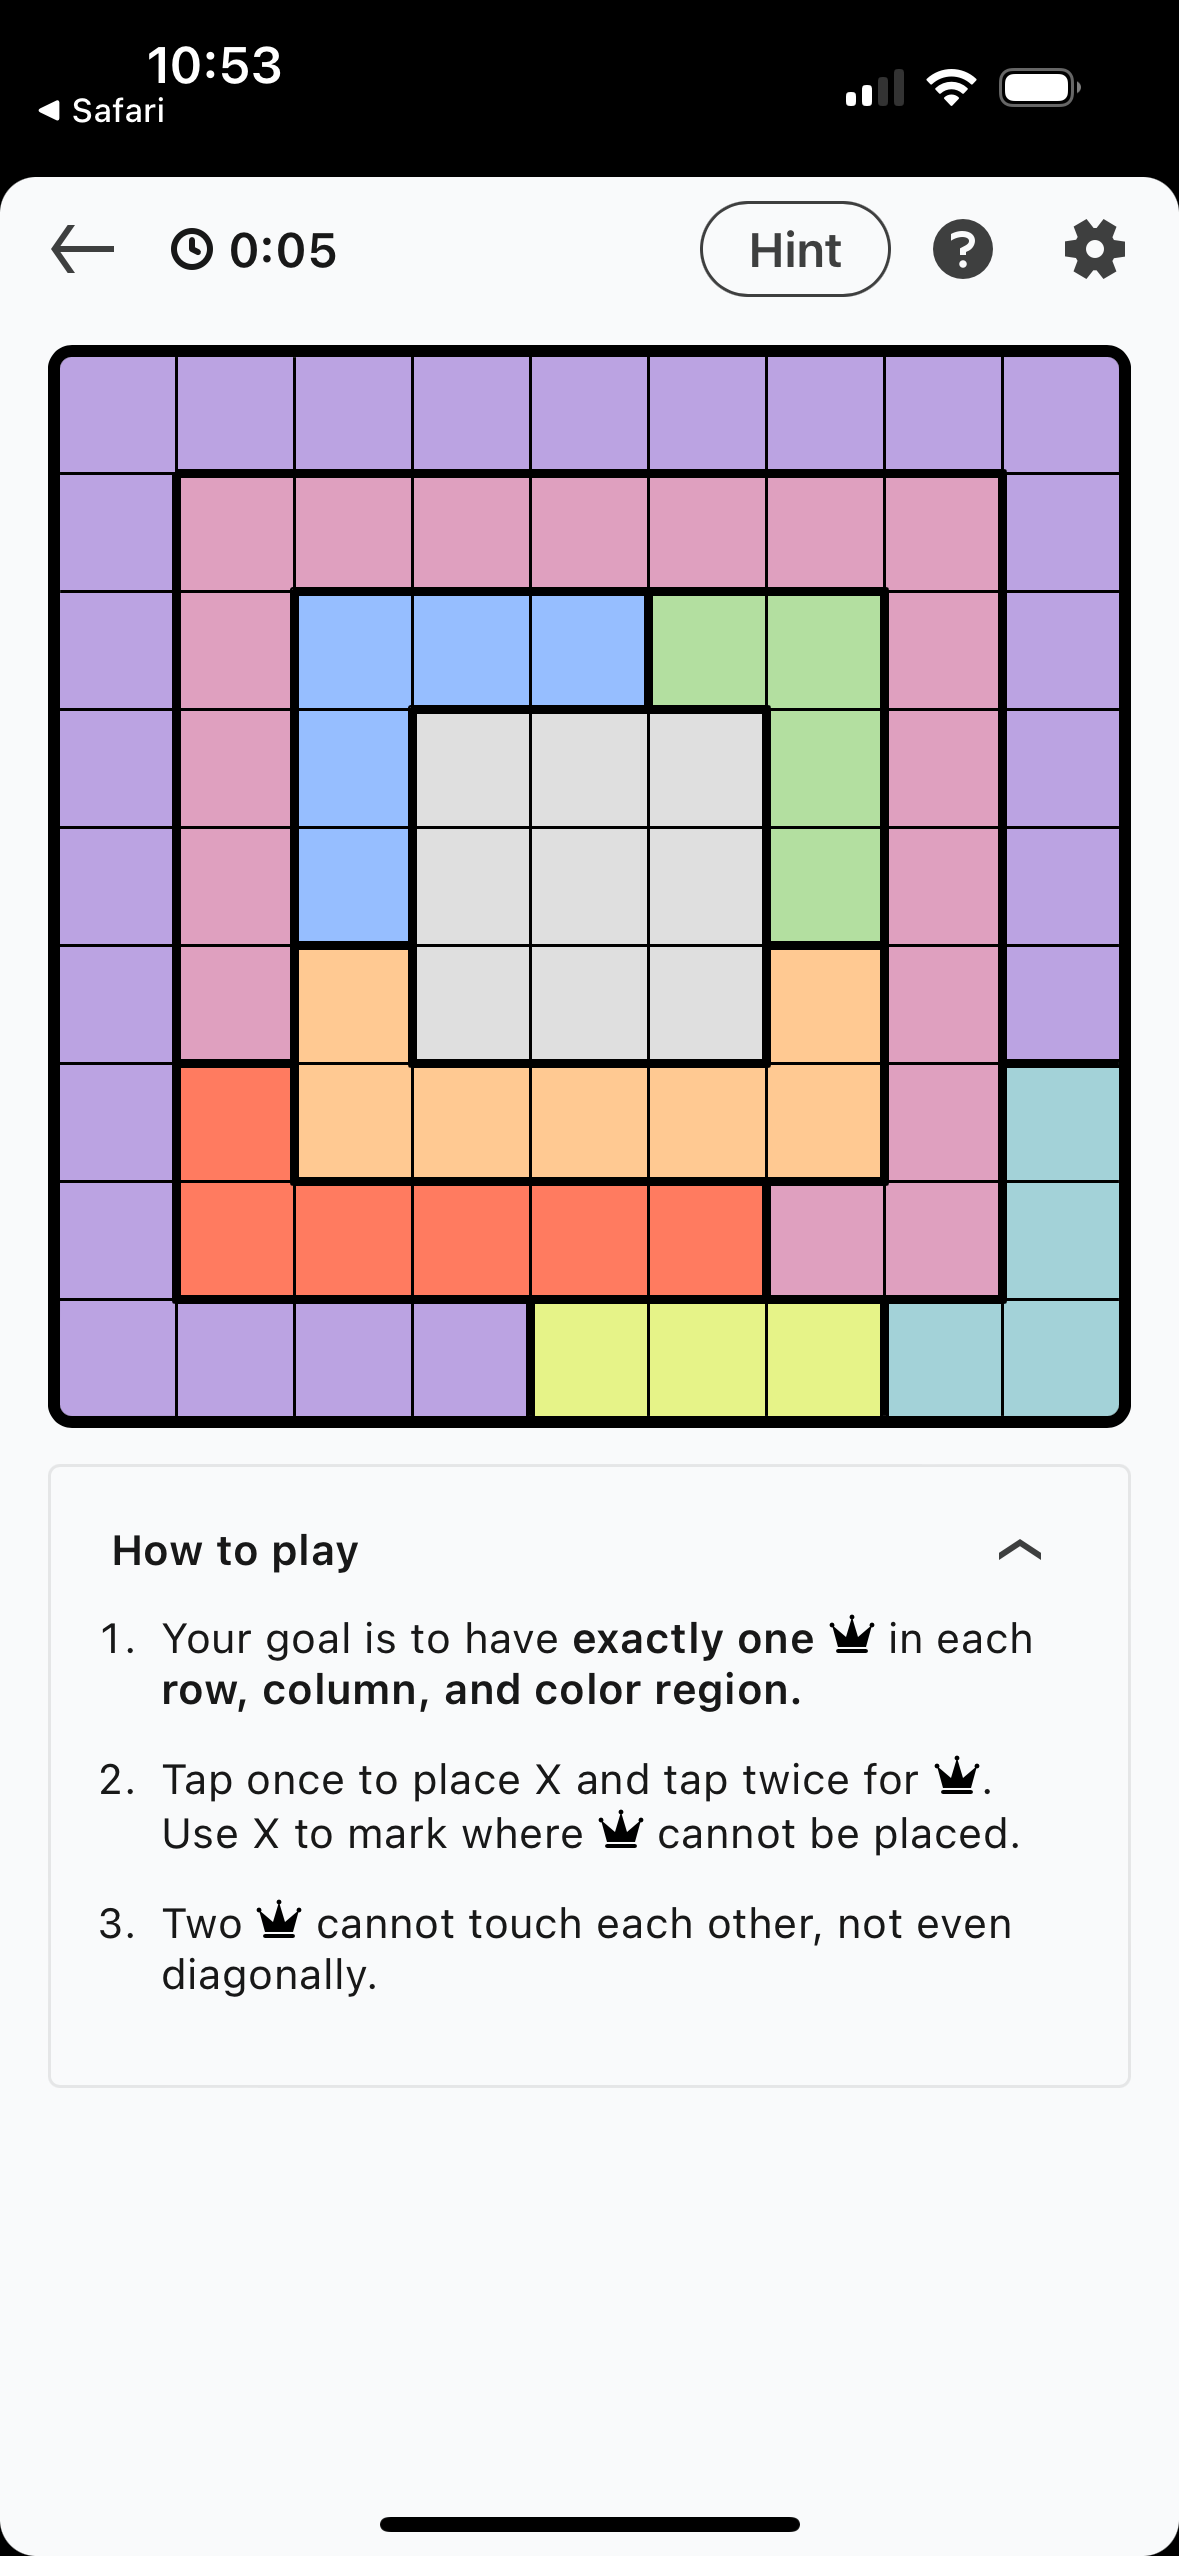 10:53
Safari
0:05
Hint
?
How to play
1. Your goal is to have exactly one in each
row, column, and color region.
2. Tap once to place X and tap twice for .
Use X to mark where cannot be placed.
3. Two cannot touch each other, not even
diagonally.